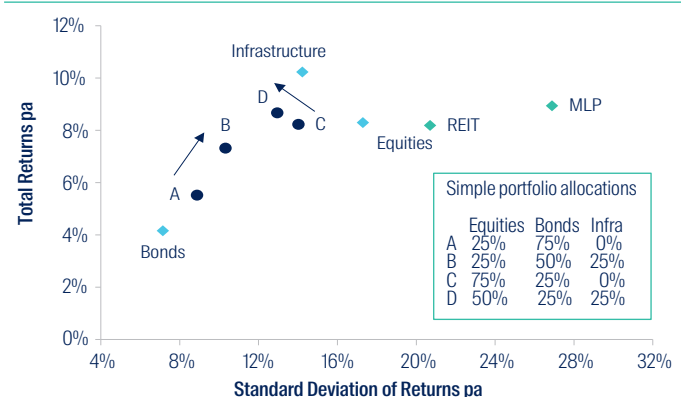 12%
10%
8%
6%
4%
2%
0%
Total Returns pa
Infrastructure
D
C
B
A
Bonds
Equities
REIT
MLP
Simple portfolio allocations
Equities Bonds Infra
A 25% 75% 0%
B 25% 50% 25%
C 75% 25% 0%
D 50% 25% 25%
4% 8% 12% 16% 20% 24% 28% 32%
Standard Deviation of Returns pa